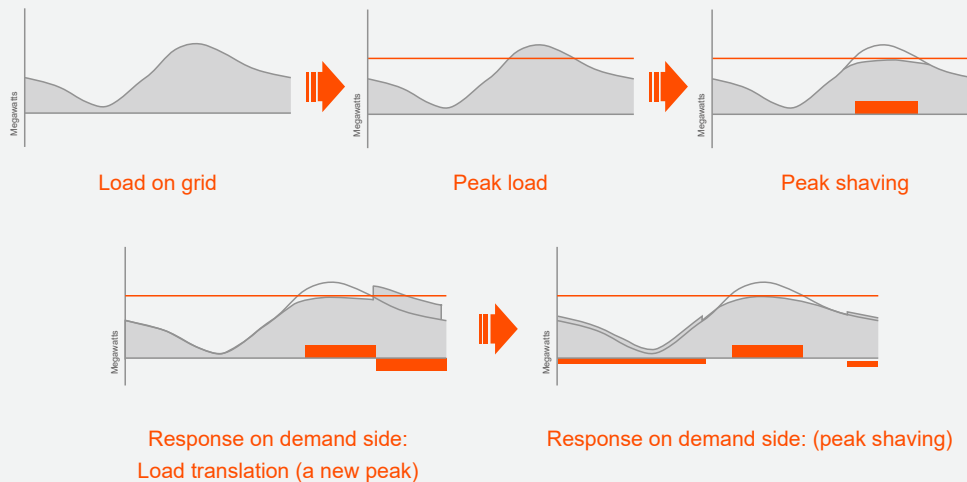 Megawatts
Megawatts
Megawatts
Load on grid
Peak load
Peak shaving
Megawatts
Megawatts
Response on demand side:
Load translation (a new peak)
Response on demand side: (peak shaving)